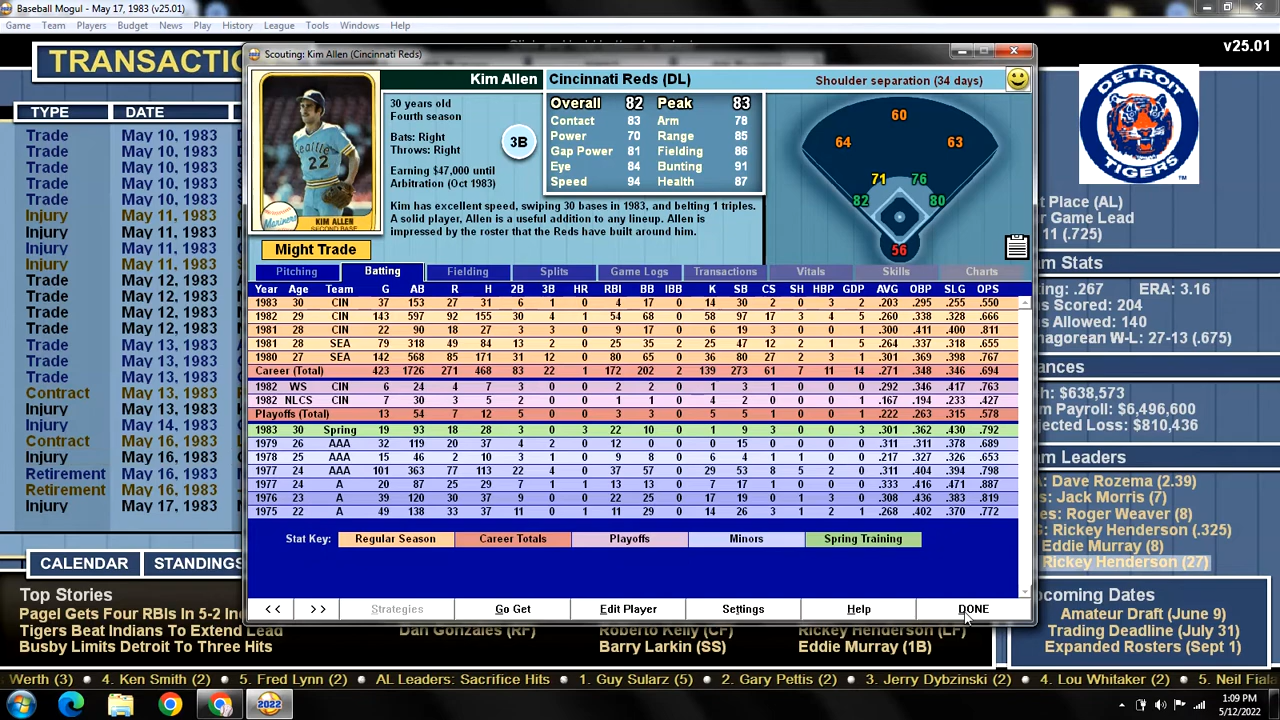 Baseball Mogul - May 17, 1983 (v25.01)
Game Team Players Budget News Play History League Tools Windows Help
v25.01
TRANSACTIO
TYPE DATE
Trade May 10, 1983
Trade May 10, 1983
Trade May 10, 1983
Trade May 10, 1983
Trade May 10, 1983
Injury May 11, 1983
Injury May 11, 1983
Injury May 11, 1983
Injury May 11, 1983
Trade May 12, 1983
Trade May 13, 1983
Trade May 13, 1983
Trade May 13, 1983
Trade May 13, 1983
Trade May 13, 1983
Trade May 13, 1983
Contract May 13, 1983
Injury May 14, 1983
Contract May 16, 1983
Injury May 16, 1983
Retirement May 16, 1983
Retirement May 16, 1983
Injury May 17, 1983
CALENDAR STANDINGS
Scouting: Kim Allen (Cincinnati Reds)
Kim Allen
Cincinnati Reds (DL)
Shoulder separation (34 days)
Seattle
22
Mariners
KIM ALLEN
SECOND BASE
30 years old
Fourth season
Bats: Right
Throws: Right
Earning $47,000 until
Arbitration (Oct 1983)
3B
Overall 82 Peak 83
Contact 83 Arm 78
Power 70 Range 85
Gap Power 81 Fielding 86
Eye 84 Bunting 91
Speed 94 Health 87
60
64 63
71 76
82 80
56
Kim has excellent speed, swiping 30 bases in 1983, and belting 1 triples.
A solid player, Allen is a useful addition to any lineup. Allen is
impressed by the roster that the Reds have built around him.
Might Trade
Pitching Batting Fielding Splits Game Logs Transactions Vitals Skills Charts
Year Age Team G AB R H 2B 3B HR RBI BB IBB K SB CS SH HBP GDP AVG OBP SLG OPS
1983 30 CIN 37 153 27 31 6 1 0 4 17 0 14 30 2 0 3 2 .203 .295 .255 .550
1982 29 CIN 143 597 92 155 30 4 1 54 68 0 58 97 17 3 4 5 .260 .338 .328 .666
1981 28 CIN 22 90 18 27 3 3 0 9 17 0 6 19 3 0 0 0 .300 .411 .400 .811
1981 28 SEA 79 318 49 84 13 2 0 25 35 2 25 47 12 2 1 5 .264 .337 .318 .655
1980 27 SEA 142 568 85 171 31 12 0 80 65 0 36 80 27 2 3 1 .301 .369 .398 .767
Career (Total) 423 1726 271 468 83 22 1 172 202 2 139 273 61 7 11 14 .271 .348 .346 .694
1982 WS CIN 6 24 4 7 3 0 0 2 2 0 1 3 1 0 0 0 .292 .346 .417 .763
1982 NLCS CIN 7 30 3 5 2 0 0 1 1 0 4 2 0 0 0 0 .167 .194 .233 .427
Playoffs (Total) 13 54 7 12 5 0 0 3 3 0 5 5 1 0 0 0 .222 .263 .315 .578
1983 30 Spring 19 93 18 28 3 0 3 22 10 0 1 9 3 0 0 3 .301 .362 .430 .792
1979 26 AAA 32 119 20 37 4 2 0 12 0 0 0 15 0 0 0 0 .311 .311 .378 .689
1978 25 AAA 15 46 2 10 3 1 0 9 8 0 6 4 1 1 0 0 .217 .327 .326 .653
1977 24 AAA 101 363 77 113 22 4 0 37 57 0 29 53 8 5 2 0 .311 .404 .394 .798
1977 24 A 20 87 25 29 7 1 1 13 13 0 7 17 1 0 0 0 .333 .416 .471 .887
1976 23 A 39 120 30 37 9 0 0 22 25 0 17 19 0 1 3 0 .308 .436 .383 .819
1975 22 A 49 138 33 37 11 0 1 11 29 0 14 26 3 1 2 1 .268 .402 .370 .772
Stat Key: Regular Season Career Totals Playoffs Minors Spring Training
<< >> Strategies Go Get Edit Player Settings Help DONE
DETROIT
TIGERS
t Place (AL)
r Game Lead
11 (.725)
am Stats
ting: .267 ERA: 3.16
s Scored: 204
s Allowed: 140
agorean W-L: 27-13 (.675)
ances
h: $638,573
m Payroll: $6,496,600
jected Loss: $810,436
am Leaders
A: Dave Rozema (2.39)
s: Jack Morris (7)
es: Roger Weaver (8)
G: Rickey Henderson (.325)
Eddie Murray (8)
Rickey Henderson (27)
pcoming Dates
Amateur Draft (June 9)
Trading Deadline (July 31)
Expanded Rosters (Sept 1)
Top Stories
Pagel Gets Four RBIs In 5-2 In
Tigers Beat Indians To Extend Lead
Busby Limits Detroit To Three Hits
Dan Gonzales (RF)
Roberto Kelly (CF)
Barry Larkin (SS)
Rickey Henderson (LF)
Eddie Murray (1B)
Werth (3) 4. Ken Smith (2) 5. Fred Lynn (2) AL Leaders: Sacrifice Hits 1. Guy Sularz (5) 2. Gary Pettis (2) 3. Jerry Dybzinski (2) 4. Lou Whitaker (2) 5. Neil Fiala
2022
1:09 PM
5/12/2022